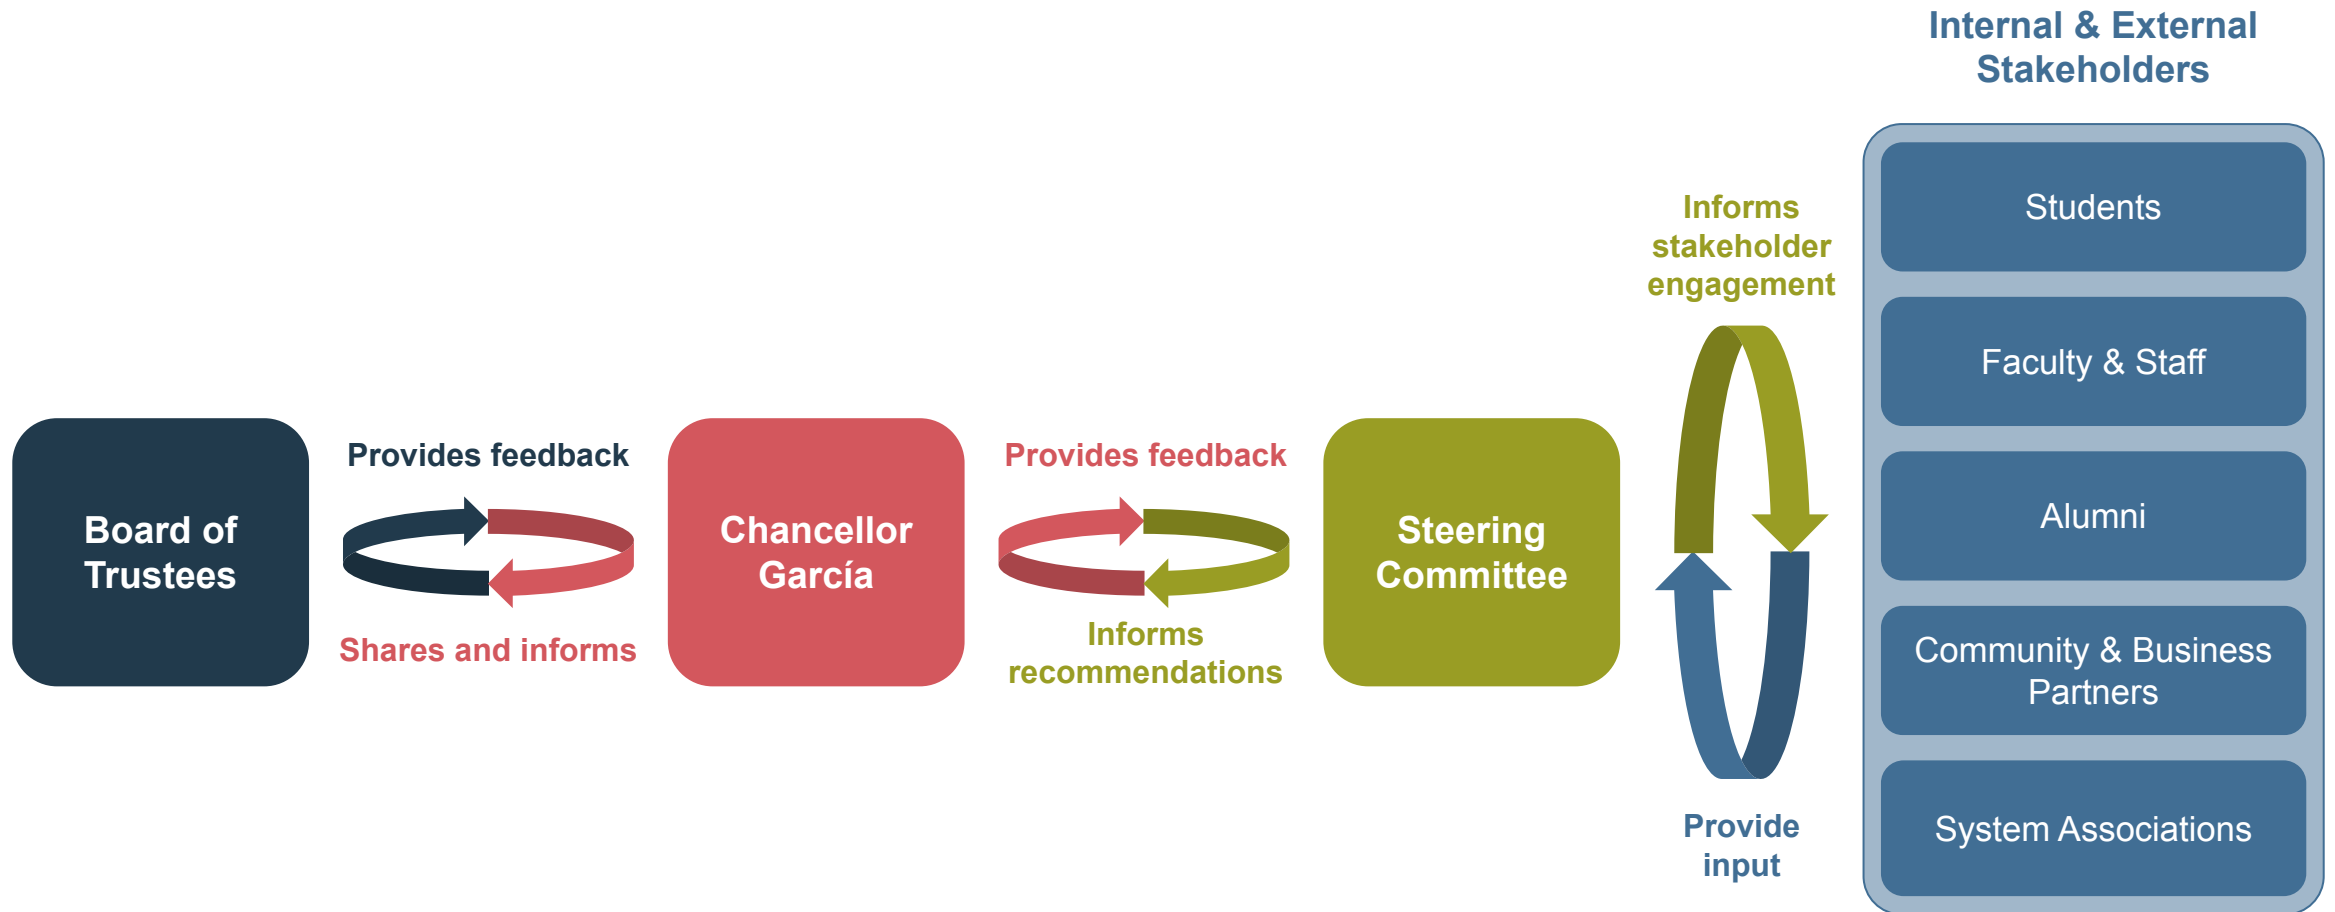 Internal & External
Stakeholders
Board of
Trustees
Provides feedback
Shares and informs
Chancellor
García
Provides feedback
Informs
recommendations
Steering
Committee
Informs
stakeholder
engagement
Provide
input
Students
Faculty & Staff
Alumni
Community & Business
Partners
System Associations